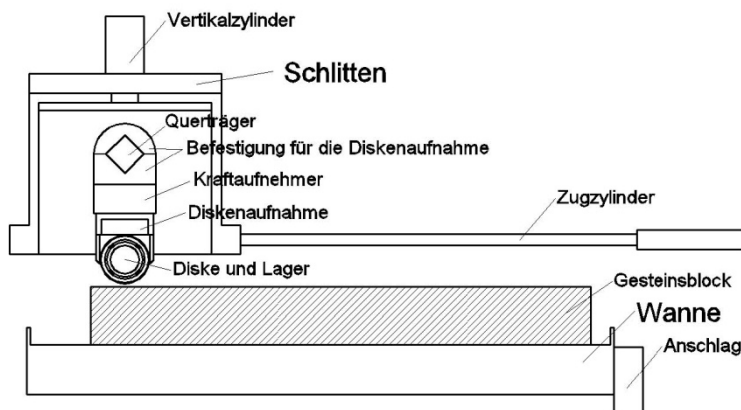 Vertikalzylinder
Schlitten
Querträger
Befestigung für die Diskenaufnahme
Kraftaufnehmer
Diskenaufnahme
Zugzylinder
Diske und Lager
Gesteinsblock
Wanne
Anschlag